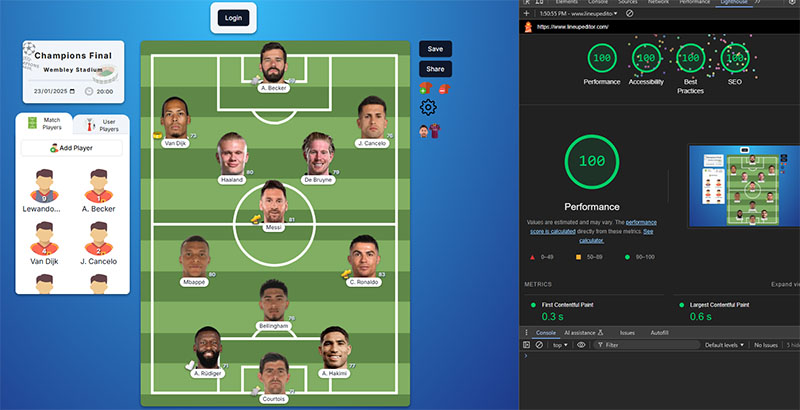 Login
Champions Final
Wembley Stadium
23/01/2025
20:00
Match
Players
User
Players
Add Player
Lewando...
A. Becker
Van Dijk
J. Cancelo
A. Becker
Van Dijk
73
J. Cancelo
76
Haaland
80
De Bruyne
79
Messi
81
Mbappé
80
C. Ronaldo
80
Bellingham
78
A. Rüdiger
A. Hakimi
77
Courtois
Save
Share
Elements
Console
Sources
Network
Performance
Lighthouse
1:50:55 PM - www.lineupeditor
https://www.lineupeditor.com/
100
100
100
100
Performance
Accessibility
Best
Practices
SEO
100
Performance
Values are estimated and may vary. The performance
score is calculated directly from these metrics. See
calculator.
0–49
50–89
90–100
METRICS
Expand view
First Contentful Paint
0.3 s
Largest Contentful Paint
0.6 s
Console
AI assistance
Issues
Autofill
top
Filter
Default levels
No Issues